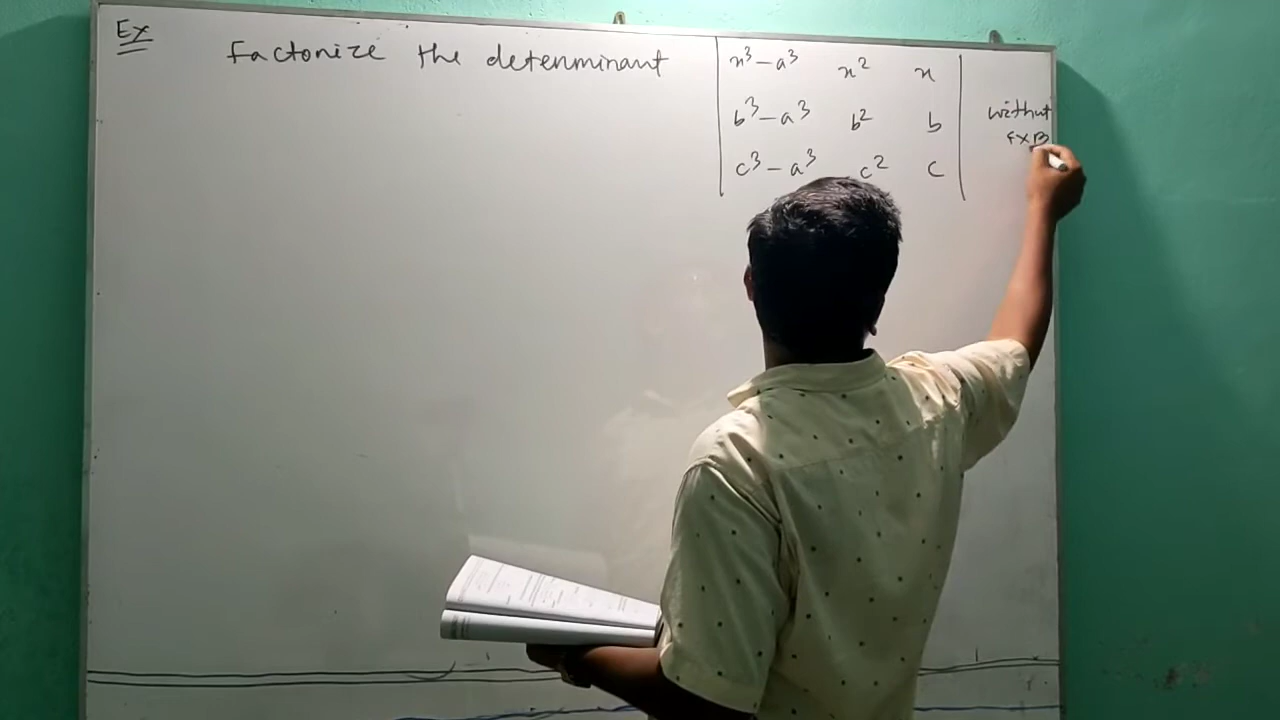 Ex
Factorize the determinant
x³-a³ x² x
b³-a³ b² b
c³-a³ c² c
without
exp